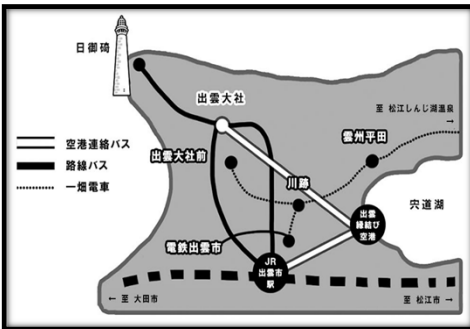 日御碕
出雲大社
至 松江しんじ湖温泉
→
空港連絡バス
路線バス
一畑電車
出雲大社前
雲州平田
川跡
宍道湖
出雲
縁結び
空港
電鉄出雲市
JR
出雲市
駅
← 至 大田市
至 松江市 →